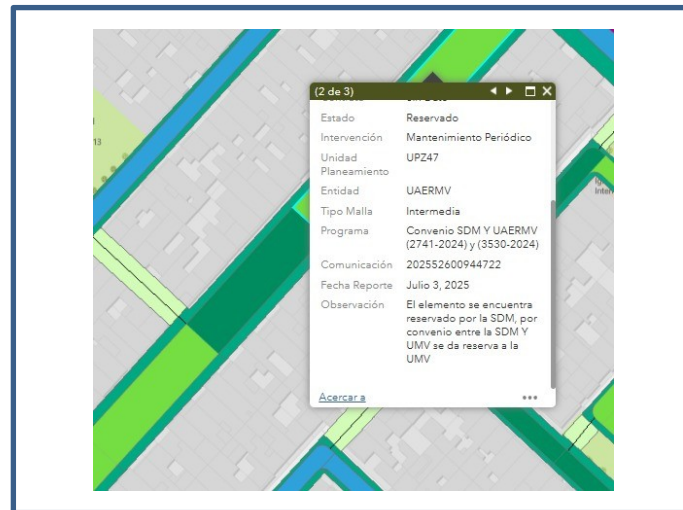 (2 de 3)
Estado Reservado
Intervención Mantenimiento Periódico
Unidad Planeamiento UPZ47
Entidad UAERMV
Tipo Malla Intermedia
Programa Convenio SDM Y UAERMV
(2741-2024) y (3530-2024)
Comunicación 202552600944722
Fecha Reporte Julio 3, 2025
Observación El elemento se encuentra
reservado por la SDM, por
convenio entre la SDM Y
UMV se da reserva a la
UMV
Acercar a
13